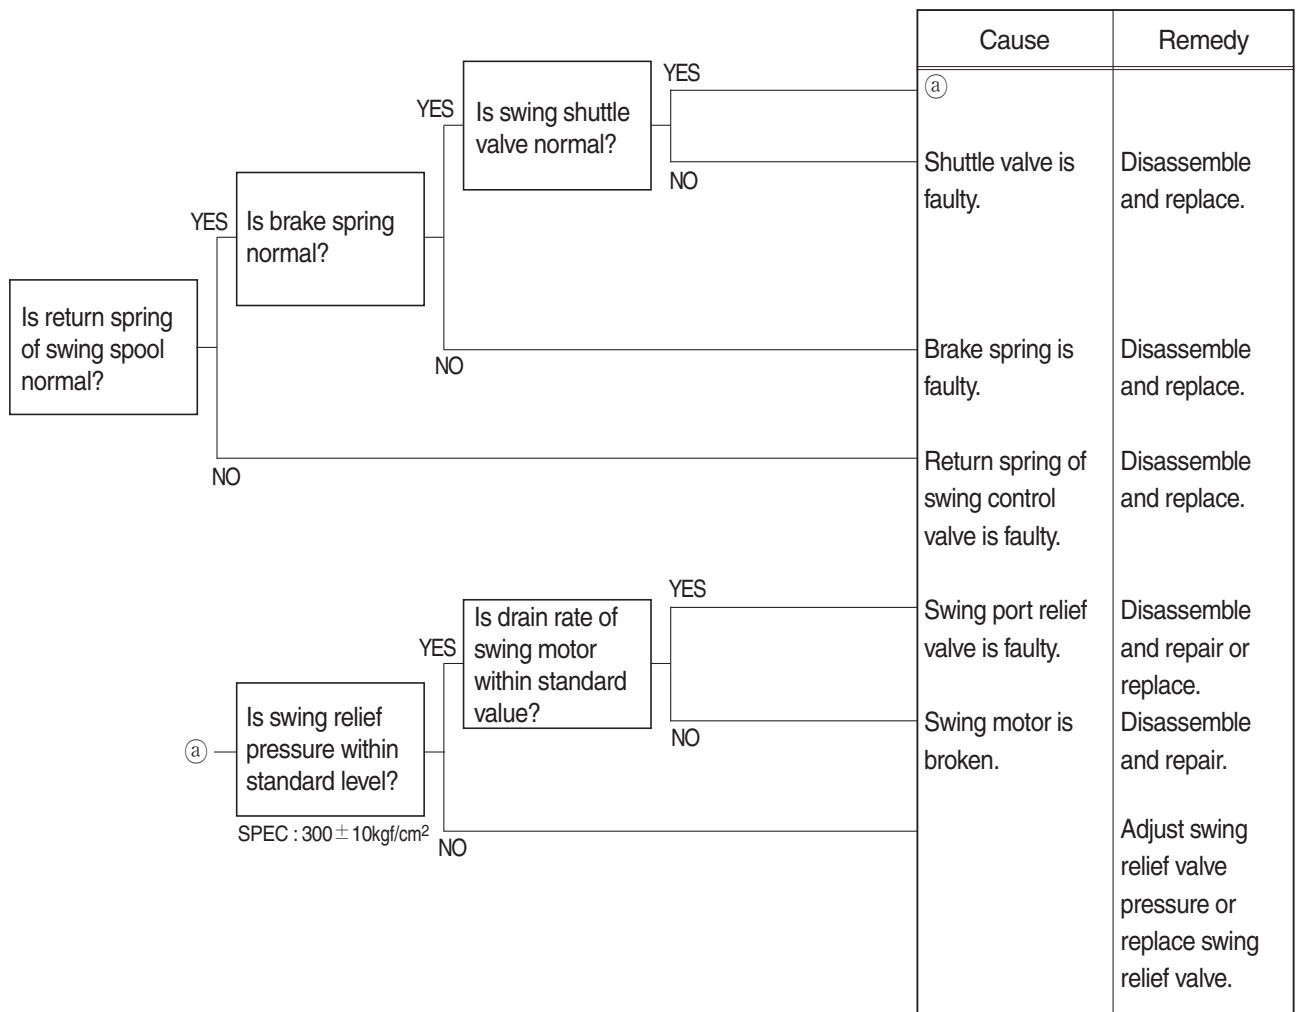 Cause Remedy
YES
ⓐ
YES
Is swing shuttle
valve normal?
NO
Shuttle valve is
faulty.
Disassemble
and replace.
YES
Is brake spring
normal?
Is return spring
of swing spool
normal?
NO
Brake spring is
faulty.
Disassemble
and replace.
NO
Return spring of
swing control
valve is faulty.
Disassemble
and replace.
YES
Is drain rate of
swing motor
within standard
value?
YES
Swing port relief
valve is faulty.
Disassemble
and repair or
replace.
ⓐ
Is swing relief
pressure within
standard level?
SPEC : 300±10kgf/cm²
NO
Swing motor is
broken.
Disassemble
and repair.
NO
Adjust swing
relief valve
pressure or
replace swing
relief valve.